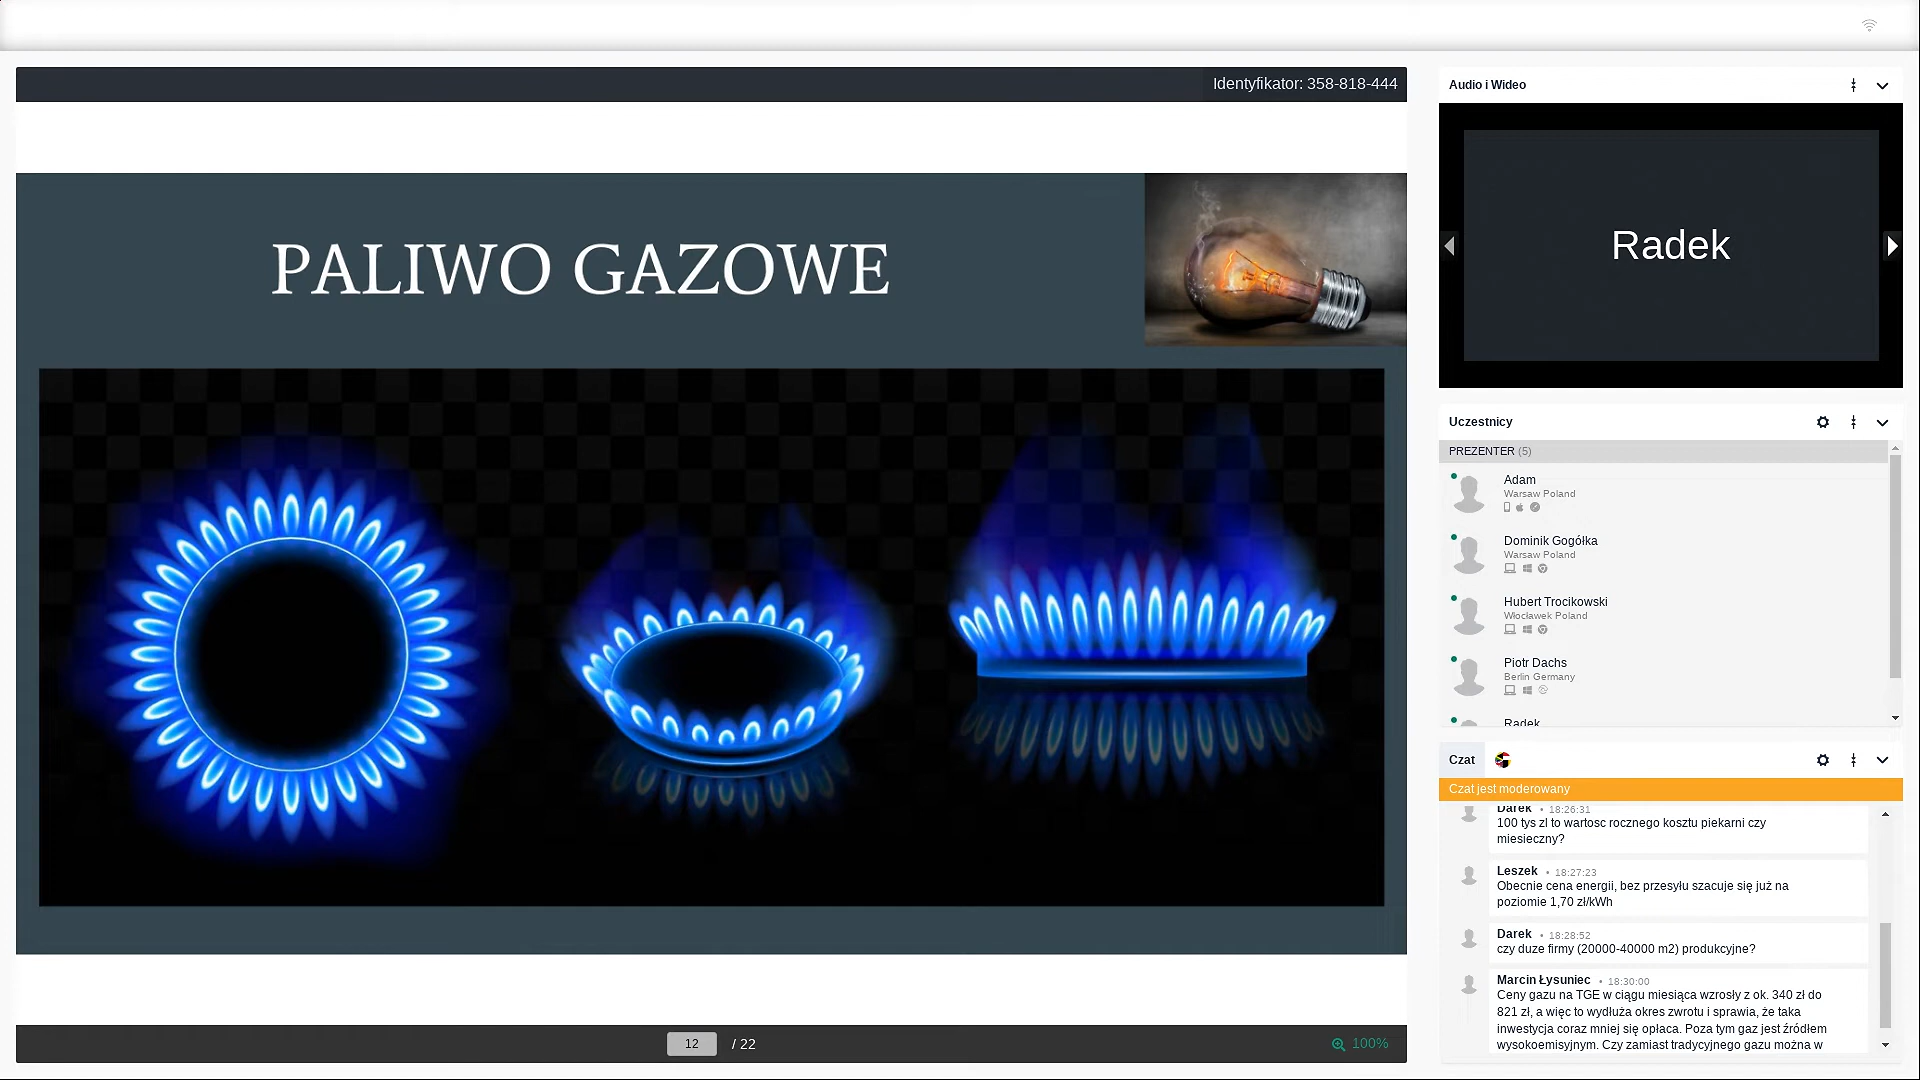 Identyfikator: 358-818-444
PALIWO GAZOWE
12 / 22
100%
Audio i Wideo
Radek
Uczestnicy
PREZENTER (5)
Adam
Warsaw Poland
Dominik Gogółka
Warsaw Poland
Hubert Trocikowski
Włocławek Poland
Piotr Dachs
Berlin Germany
Radek
Czat
Czat jest moderowany
Darek • 18:26:31
100 tys zl to wartosc rocznego kosztu piekarni czy
miesieczny?
Leszek • 18:27:23
Obecnie cena energii, bez przesyłu szacuje się już na
poziomie 1,70 zł/kWh
Darek • 18:28:52
czy duze firmy (20000-40000 m2) produkcyjne?
Marcin Łysuniec • 18:30:00
Ceny gazu na TGE w ciągu miesiąca wzrosły z ok. 340 zł do
821 zł, a więc to wydłuża okres zwrotu i sprawia, że taka
inwestycja coraz mniej się opłaca. Poza tym gaz jest źródłem
wysokoemisyjnym. Czy zamiast tradycyjnego gazu można w